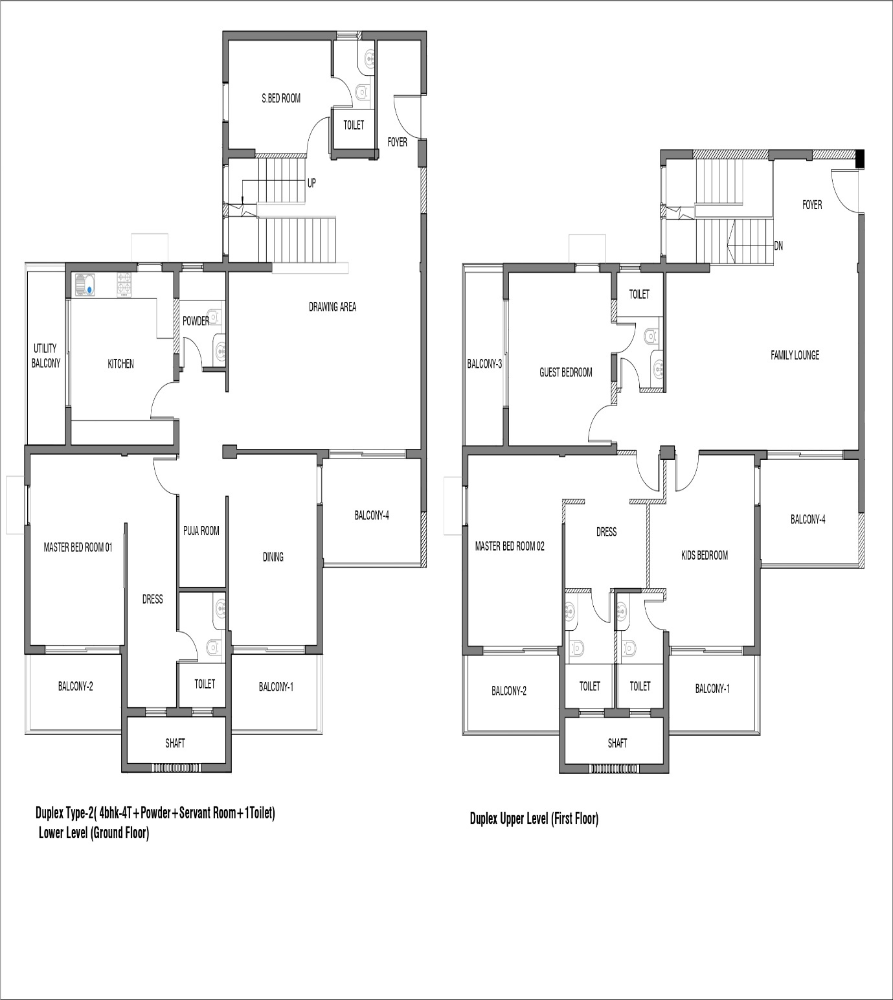 S.BED ROOM
TOILET
FOYER
UP
DRAWING AREA
POWDER
KITCHEN
UTILITY
BALCONY
MASTER BED ROOM 01
PUJA ROOM
DINING
BALCONY-4
DRESS
TOILET
BALCONY-2
BALCONY-1
SHAFT
Duplex Type-2( 4bhk-4T+Powder+Servant Room+1Toilet)
Lower Level (Ground Floor)
FOYER
DN
TOILET
FAMILY LOUNGE
BALCONY-3
GUEST BEDROOM
BALCONY-4
DRESS
MASTER BED ROOM 02
KIDS BEDROOM
TOILET
TOILET
BALCONY-2
BALCONY-1
SHAFT
Duplex Upper Level (First Floor)